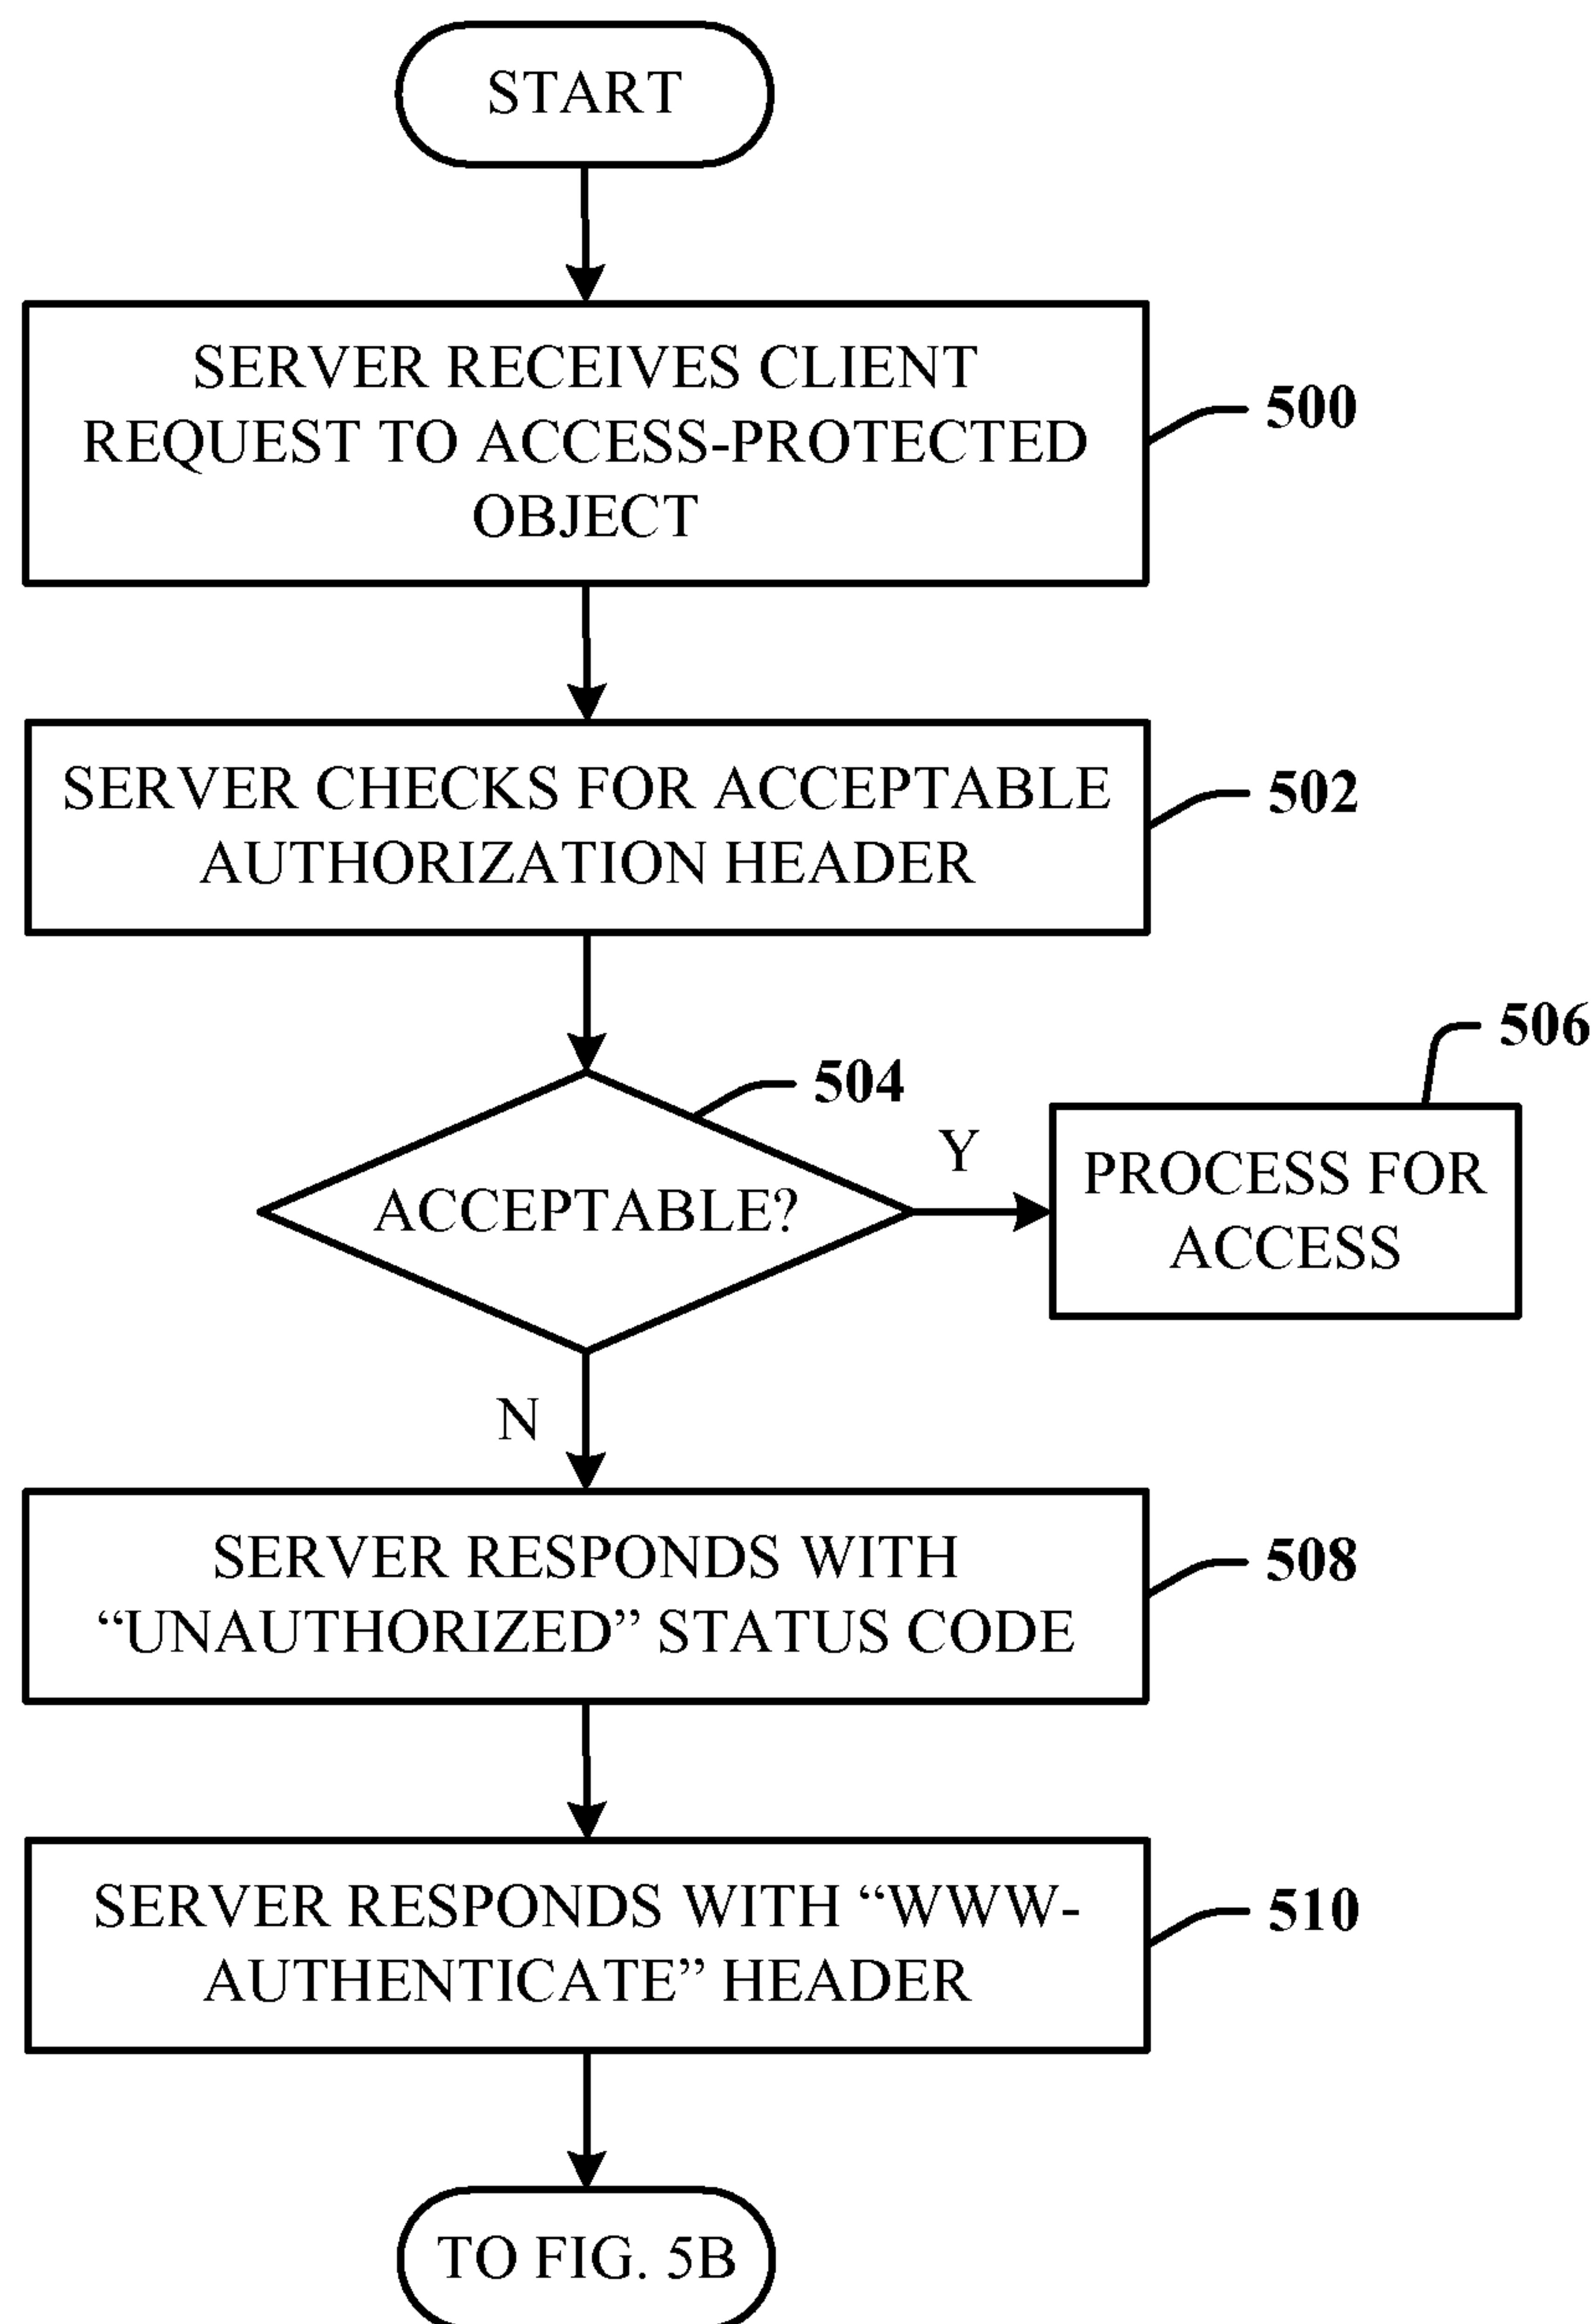 START
SERVER RECEIVES CLIENT
REQUEST TO ACCESS-PROTECTED
OBJECT
500
SERVER CHECKS FOR ACCEPTABLE
AUTHORIZATION HEADER
502
504
ACCEPTABLE?
Y
506
PROCESS FOR
ACCESS
N
SERVER RESPONDS WITH
“UNAUTHORIZED” STATUS CODE
508
SERVER RESPONDS WITH “WWW-
AUTHENTICATE” HEADER
510
TO FIG. 5B